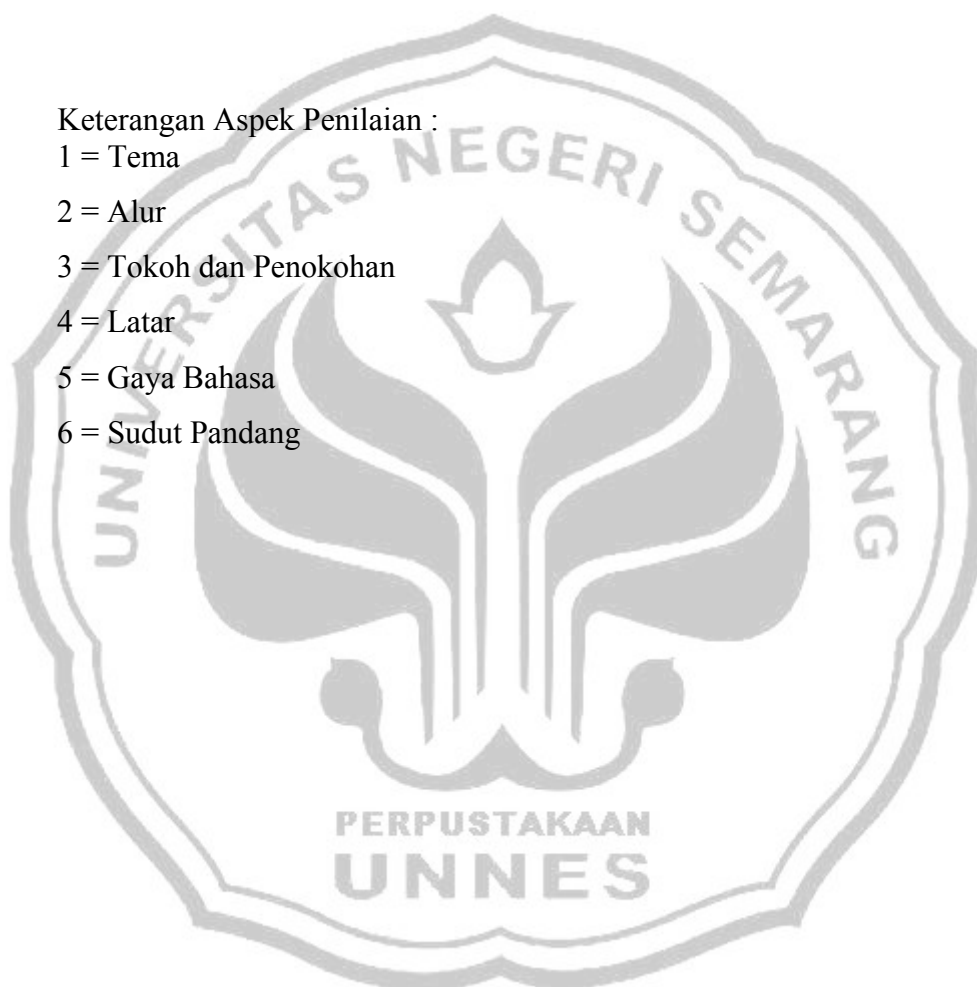 Keterangan Aspek Penilaian :
1 = Tema
2 = Alur
3 = Tokoh dan Penokohan
4 = Latar
5 = Gaya Bahasa
6 = Sudut Pandang
UNIVERSITAS NEGERI SEMARANG
PERPUSTAKAAN
UNNES